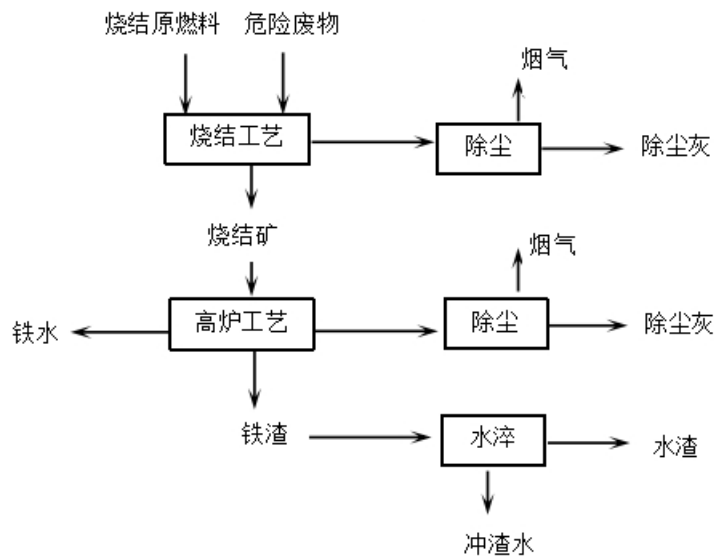 烧结原燃料 危险废物
烟气
烧结工艺 除尘 除尘灰
烧结矿
烟气
铁水 高炉工艺 除尘 除尘灰
铁渣 水淬 水渣
冲渣水